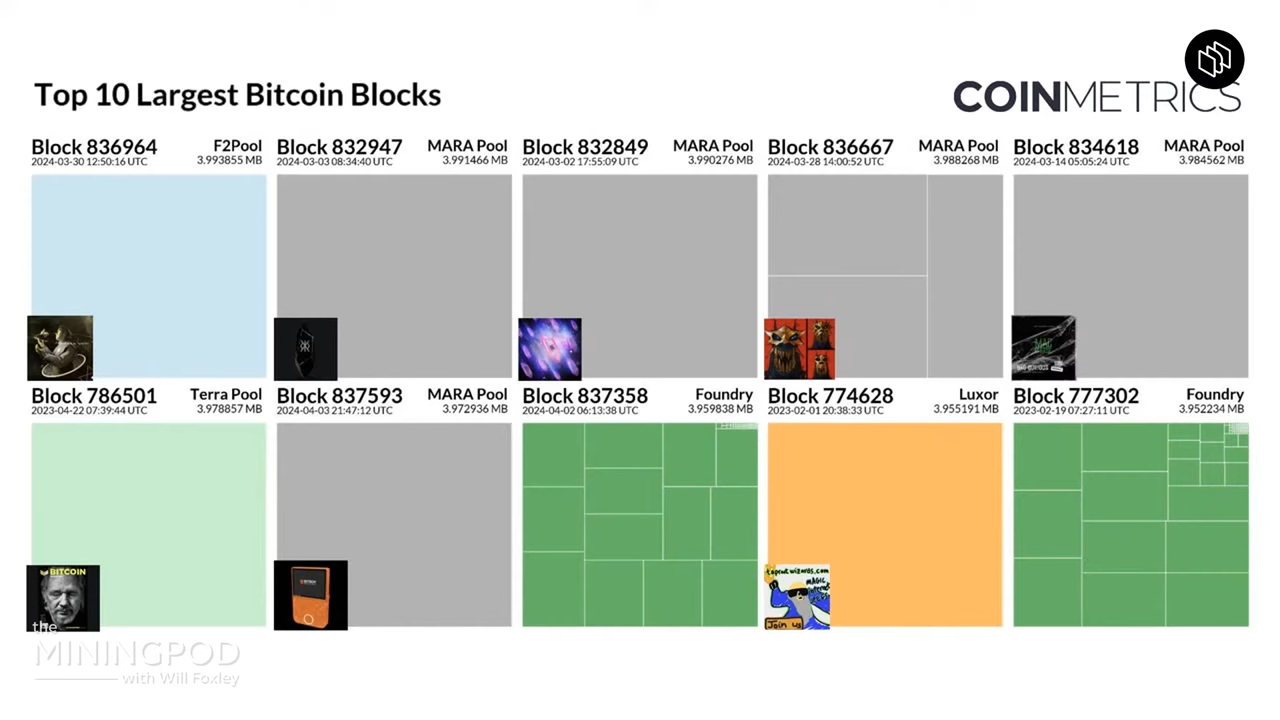 Top 10 Largest Bitcoin Blocks
COINMETRICS
Block 836964 F2Pool
2024-03-30 12:50:16 UTC 3.993855 MB
Block 832947 MARA Pool
2024-03-03 08:34:40 UTC 3.991466 MB
Block 832849 MARA Pool
2024-03-02 17:55:09 UTC 3.990276 MB
Block 836667 MARA Pool
2024-03-28 14:00:52 UTC 3.988268 MB
Block 834618 MARA Pool
2024-03-14 05:05:24 UTC 3.984562 MB
Block 786501 Terra Pool
2023-04-22 07:39:44 UTC 3.978857 MB
Block 837593 MARA Pool
2024-04-03 21:47:12 UTC 3.972936 MB
Block 837358 Foundry
2024-04-02 06:13:38 UTC 3.959838 MB
Block 774628 Luxor
2023-02-01 20:38:33 UTC 3.955191 MB
Block 777302 Foundry
2023-02-19 07:27:11 UTC 3.952234 MB
BITCOIN
taprootwizards.com
MAGIC
Join us
the
MININGPOD
with Will Foxley